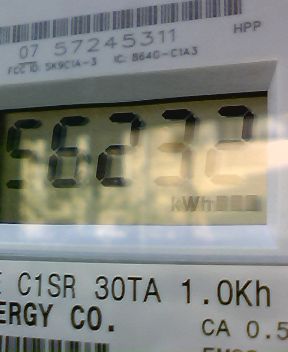 07 57245311 HPP
FCC ID: SK9C1A-3 IC: 864G-C1A3
56232
kWh
C1SR 30TA 1.0Kh
ERGY CO.
CA 0.5